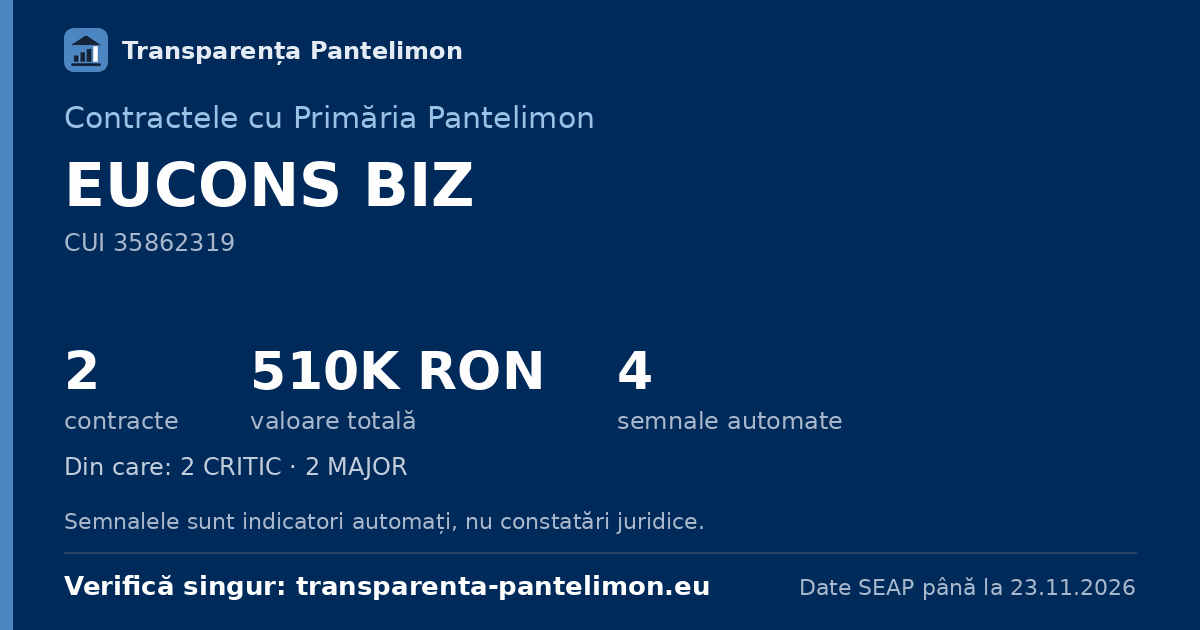 Transparența Pantelimon
Contractele cu Primăria Pantelimon
EUCONS BIZ
CUI 35862319
2 510K RON 4
contracte valoare totală semnale automate
Din care: 2 CRITIC · 2 MAJOR
Semnalele sunt indicatori automați, nu constatări juridice.
Verifică singur: transparenta-pantelimon.eu Date SEAP până la 23.11.2026